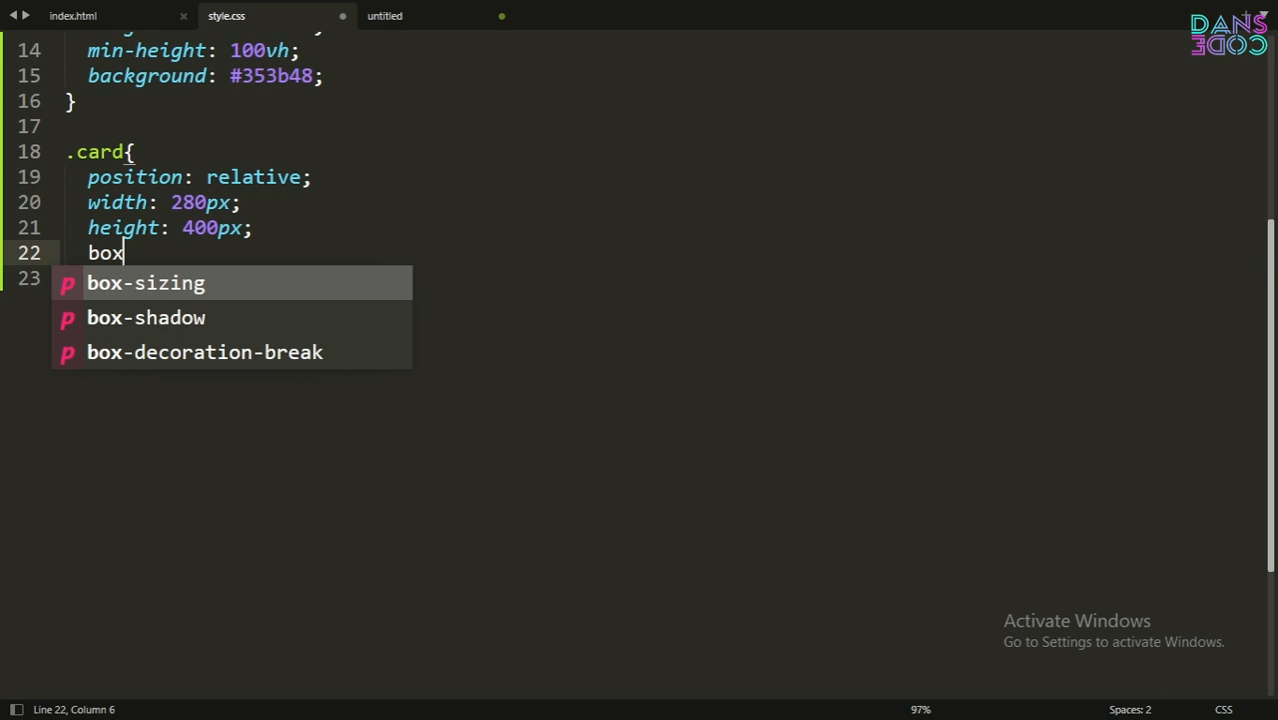 index.html
style.css
untitled
DANS
CODE
14 min-height: 100vh;
15 background: #353b48;
16 }
17
18 .card{
19 position: relative;
20 width: 280px;
21 height: 400px;
22 box
23
p box-sizing
p box-shadow
p box-decoration-break
Activate Windows
Go to Settings to activate Windows.
Line 22, Column 6
97%
Spaces: 2
CSS